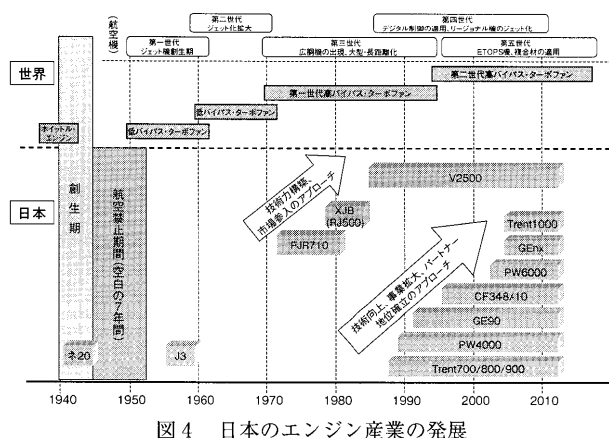 (航空機)
第一世代
ジェット機創生期
第二世代
ジェット化拡大
第三世代
広胴機の出現、大型・長距離化
第四世代
デジタル制御の適用、リージョナル機のジェット化
第五世代
ETOPS機、複合材の適用
世界
ホイットル・
エンジン
低バイパス・ターボファン
低バイパス・ターボファン
第一世代高バイパス・ターボファン
第二世代高バイパス・ターボファン
日本
創生期
航空禁止期間(空白の7年間)
ネ20
J3
技術力構築、
市場参入のアプローチ
FJR710
XJB
(RJ500)
V2500
技術向上、事業拡大、パートナー
地位確立のアプローチ
Trent1000
GEnx
PW6000
CF348/10
GE90
PW4000
Trent700/800/900
1940
1950
1960
1970
1980
1990
2000
2010
図4 日本のエンジン産業の発展